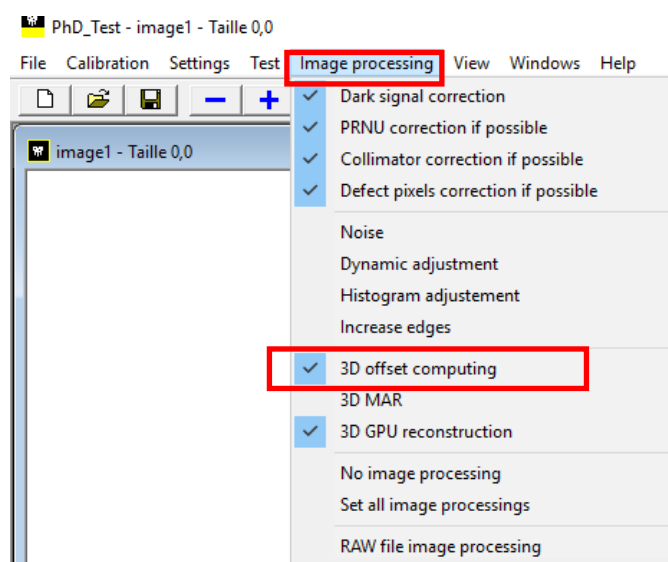 PhD_Test - image1 - Taille 0,0
File Calibration Settings Test Image processing View Windows Help
image1 - Taille 0,0
Dark signal correction
PRNU correction if possible
Collimator correction if possible
Defect pixels correction if possible
Noise
Dynamic adjustment
Histogram adjustement
Increase edges
3D offset computing
3D MAR
3D GPU reconstruction
No image processing
Set all image processings
RAW file image processing